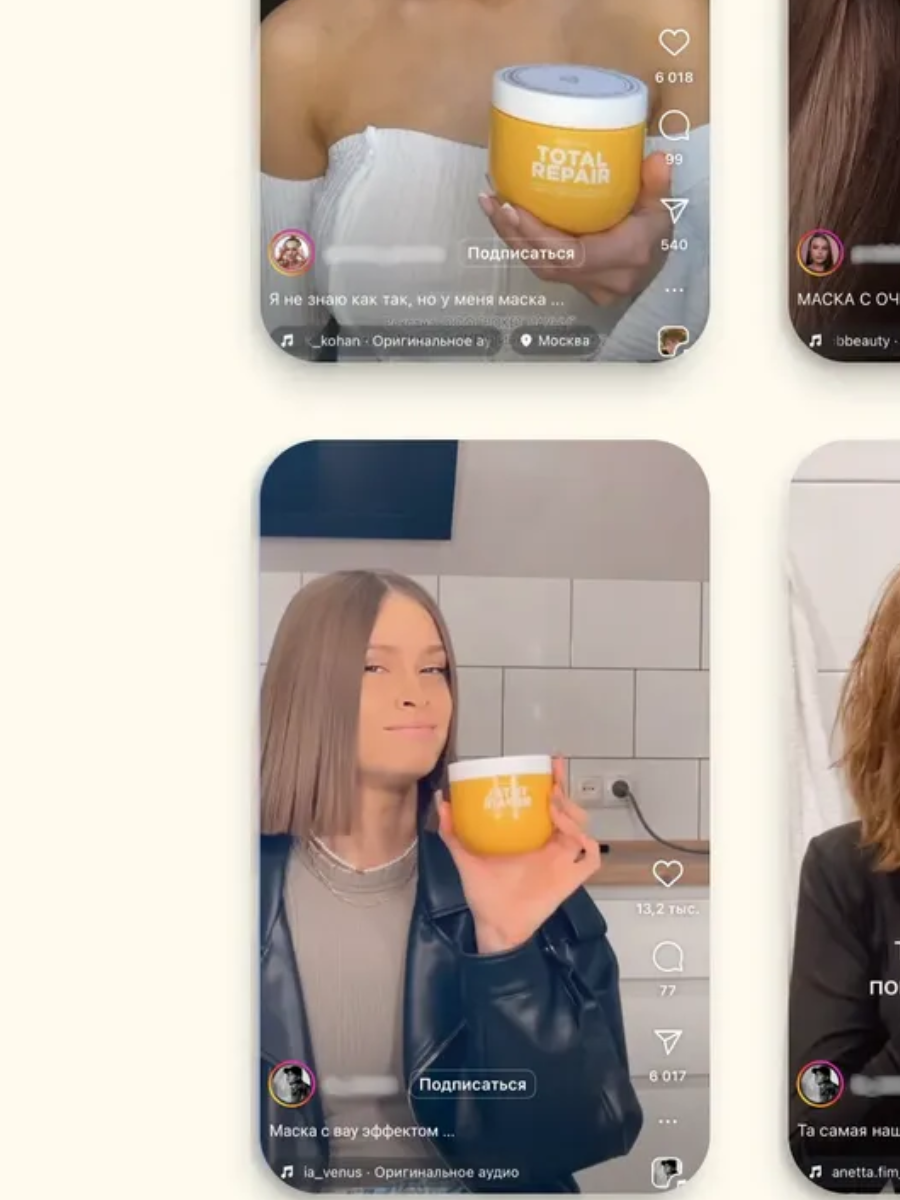 6 018
TOTAL
REPAIR
99
540
Подписаться
Я не знаю как так, но у меня маска ...
МАСКА С ОЧ
_kohan · Оригинальное а
Москва
bbeauty ·
13,2 тыс.
77
6 017
ПО
Подписаться
Маска с вау эффектом ...
Та самая наш
ia_venus · Оригинальное аудио
anetta.fim